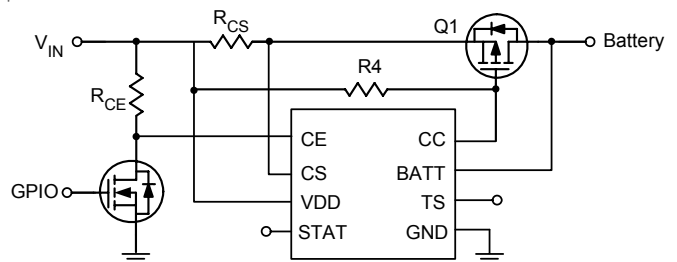 R_CS
Q1
V_IN
Battery
R4
R_CE
CE
CC
CS
BATT
GPIO
VDD
TS
STAT
GND